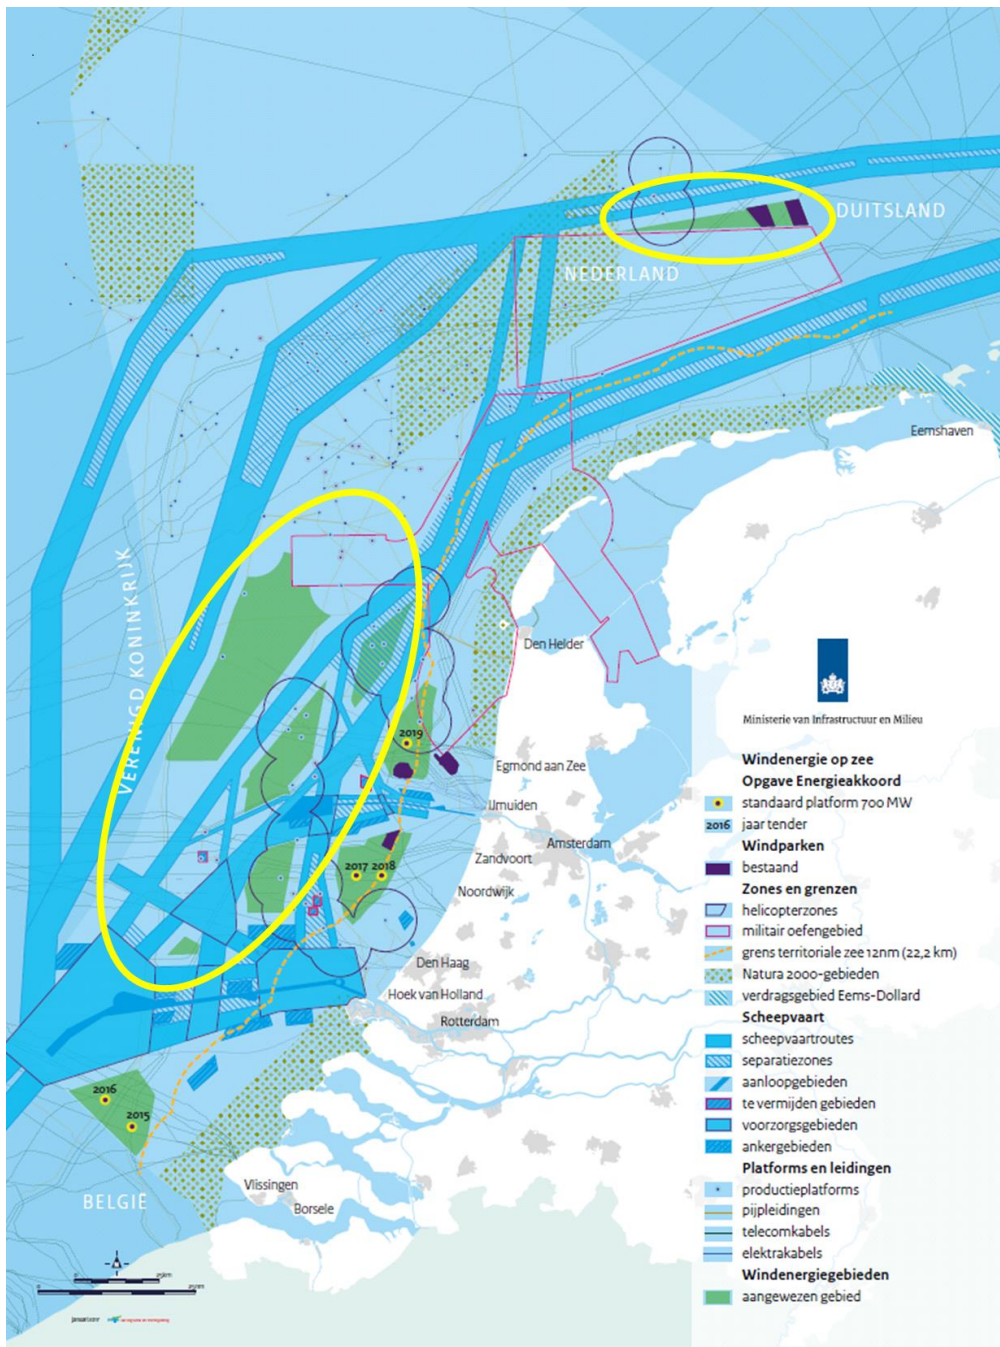 DUITSLAND
NEDERLAND
Eemshaven
VERENIGD KONINKRIJK
Den Helder
2019
Egmond aan Zee
IJmuiden
Amsterdam
Zandvoort
2017 2018
Noordwijk
Den Haag
Hoek van Holland
Rotterdam
2016
2015
Vlissingen
BELGIË
Borsele
Ministerie van Infrastructuur en Milieu
Windenergie op zee
Opgave Energieakkoord
standaard platform 700 MW
2016 jaar tender
Windparken
bestaand
Zones en grenzen
helicopterzones
militair oefengebied
grens territoriale zee 12nm (22,2 km)
Natura 2000-gebieden
verdragsgebied Eems-Dollard
Scheepvaart
scheepvaartroutes
separatiezones
aanloopgebieden
te vermijden gebieden
voorzorgsgebieden
ankergebieden
Platforms en leidingen
productieplatforms
pijpleidingen
telecomkabels
elektrakabels
Windenergiegebieden
aangewezen gebied